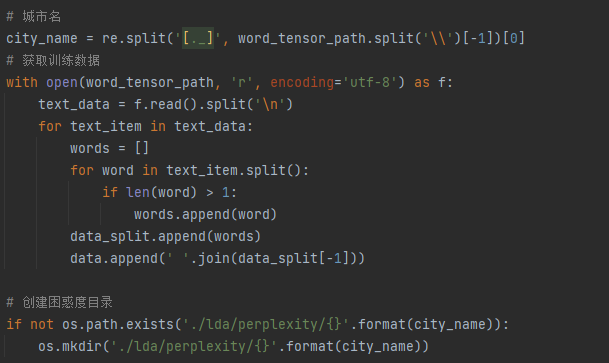 # 城市名
city_name = re.split('[._]', word_tensor_path.split('\\')[-1])[0]
# 获取训练数据
with open(word_tensor_path, 'r', encoding='utf-8') as f:
    text_data = f.read().split('\n')
    for text_item in text_data:
        words = []
        for word in text_item.split():
            if len(word) > 1:
                words.append(word)
        data_split.append(words)
        data.append(' '.join(data_split[-1]))
# 创建困惑度目录
if not os.path.exists('./lda/perplexity/{}'.format(city_name)):
    os.mkdir('./lda/perplexity/{}'.format(city_name))